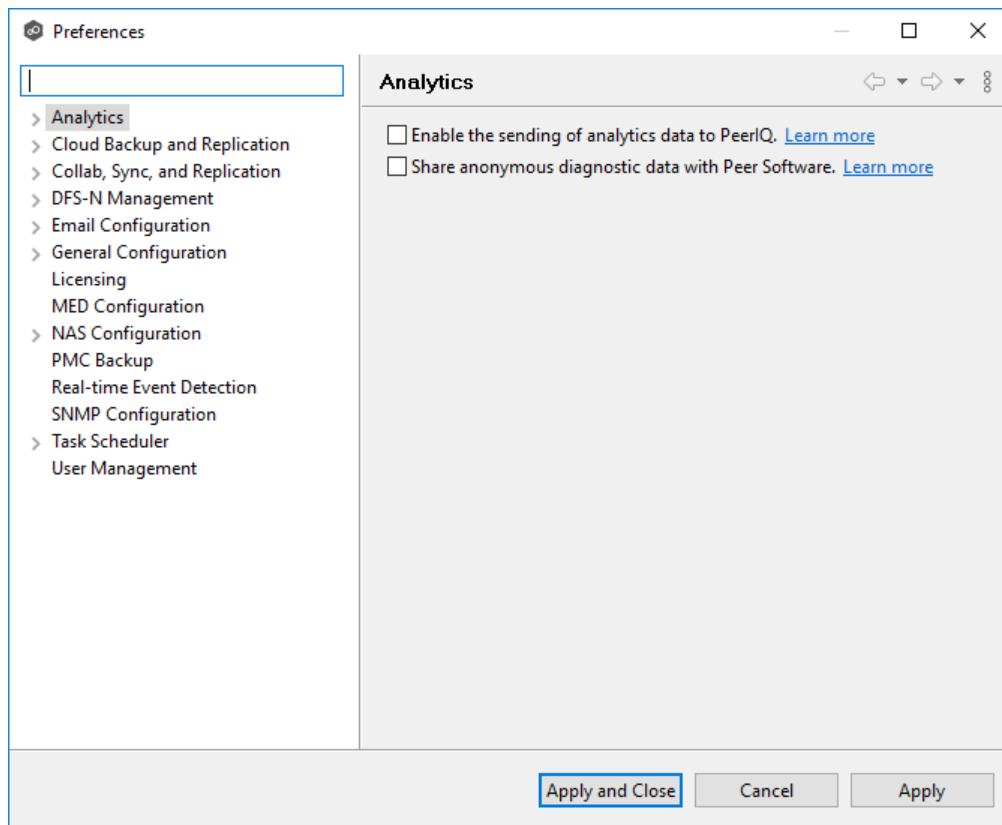 Preferences
Analytics
Cloud Backup and Replication
Collab, Sync, and Replication
DFS-N Management
Email Configuration
General Configuration
Licensing
MED Configuration
NAS Configuration
PMC Backup
Real-time Event Detection
SNMP Configuration
Task Scheduler
User Management
Analytics
Enable the sending of analytics data to PeerIQ. Learn more
Share anonymous diagnostic data with Peer Software. Learn more
Apply and Close
Cancel
Apply